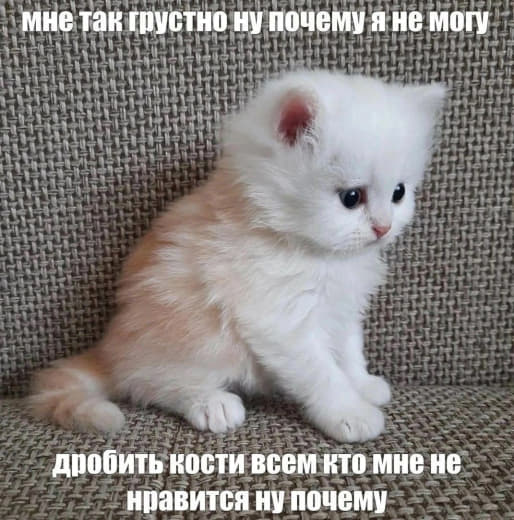 мне так грустно ну почему я не могу
дробить кости всем кто мне не
нравится ну почему